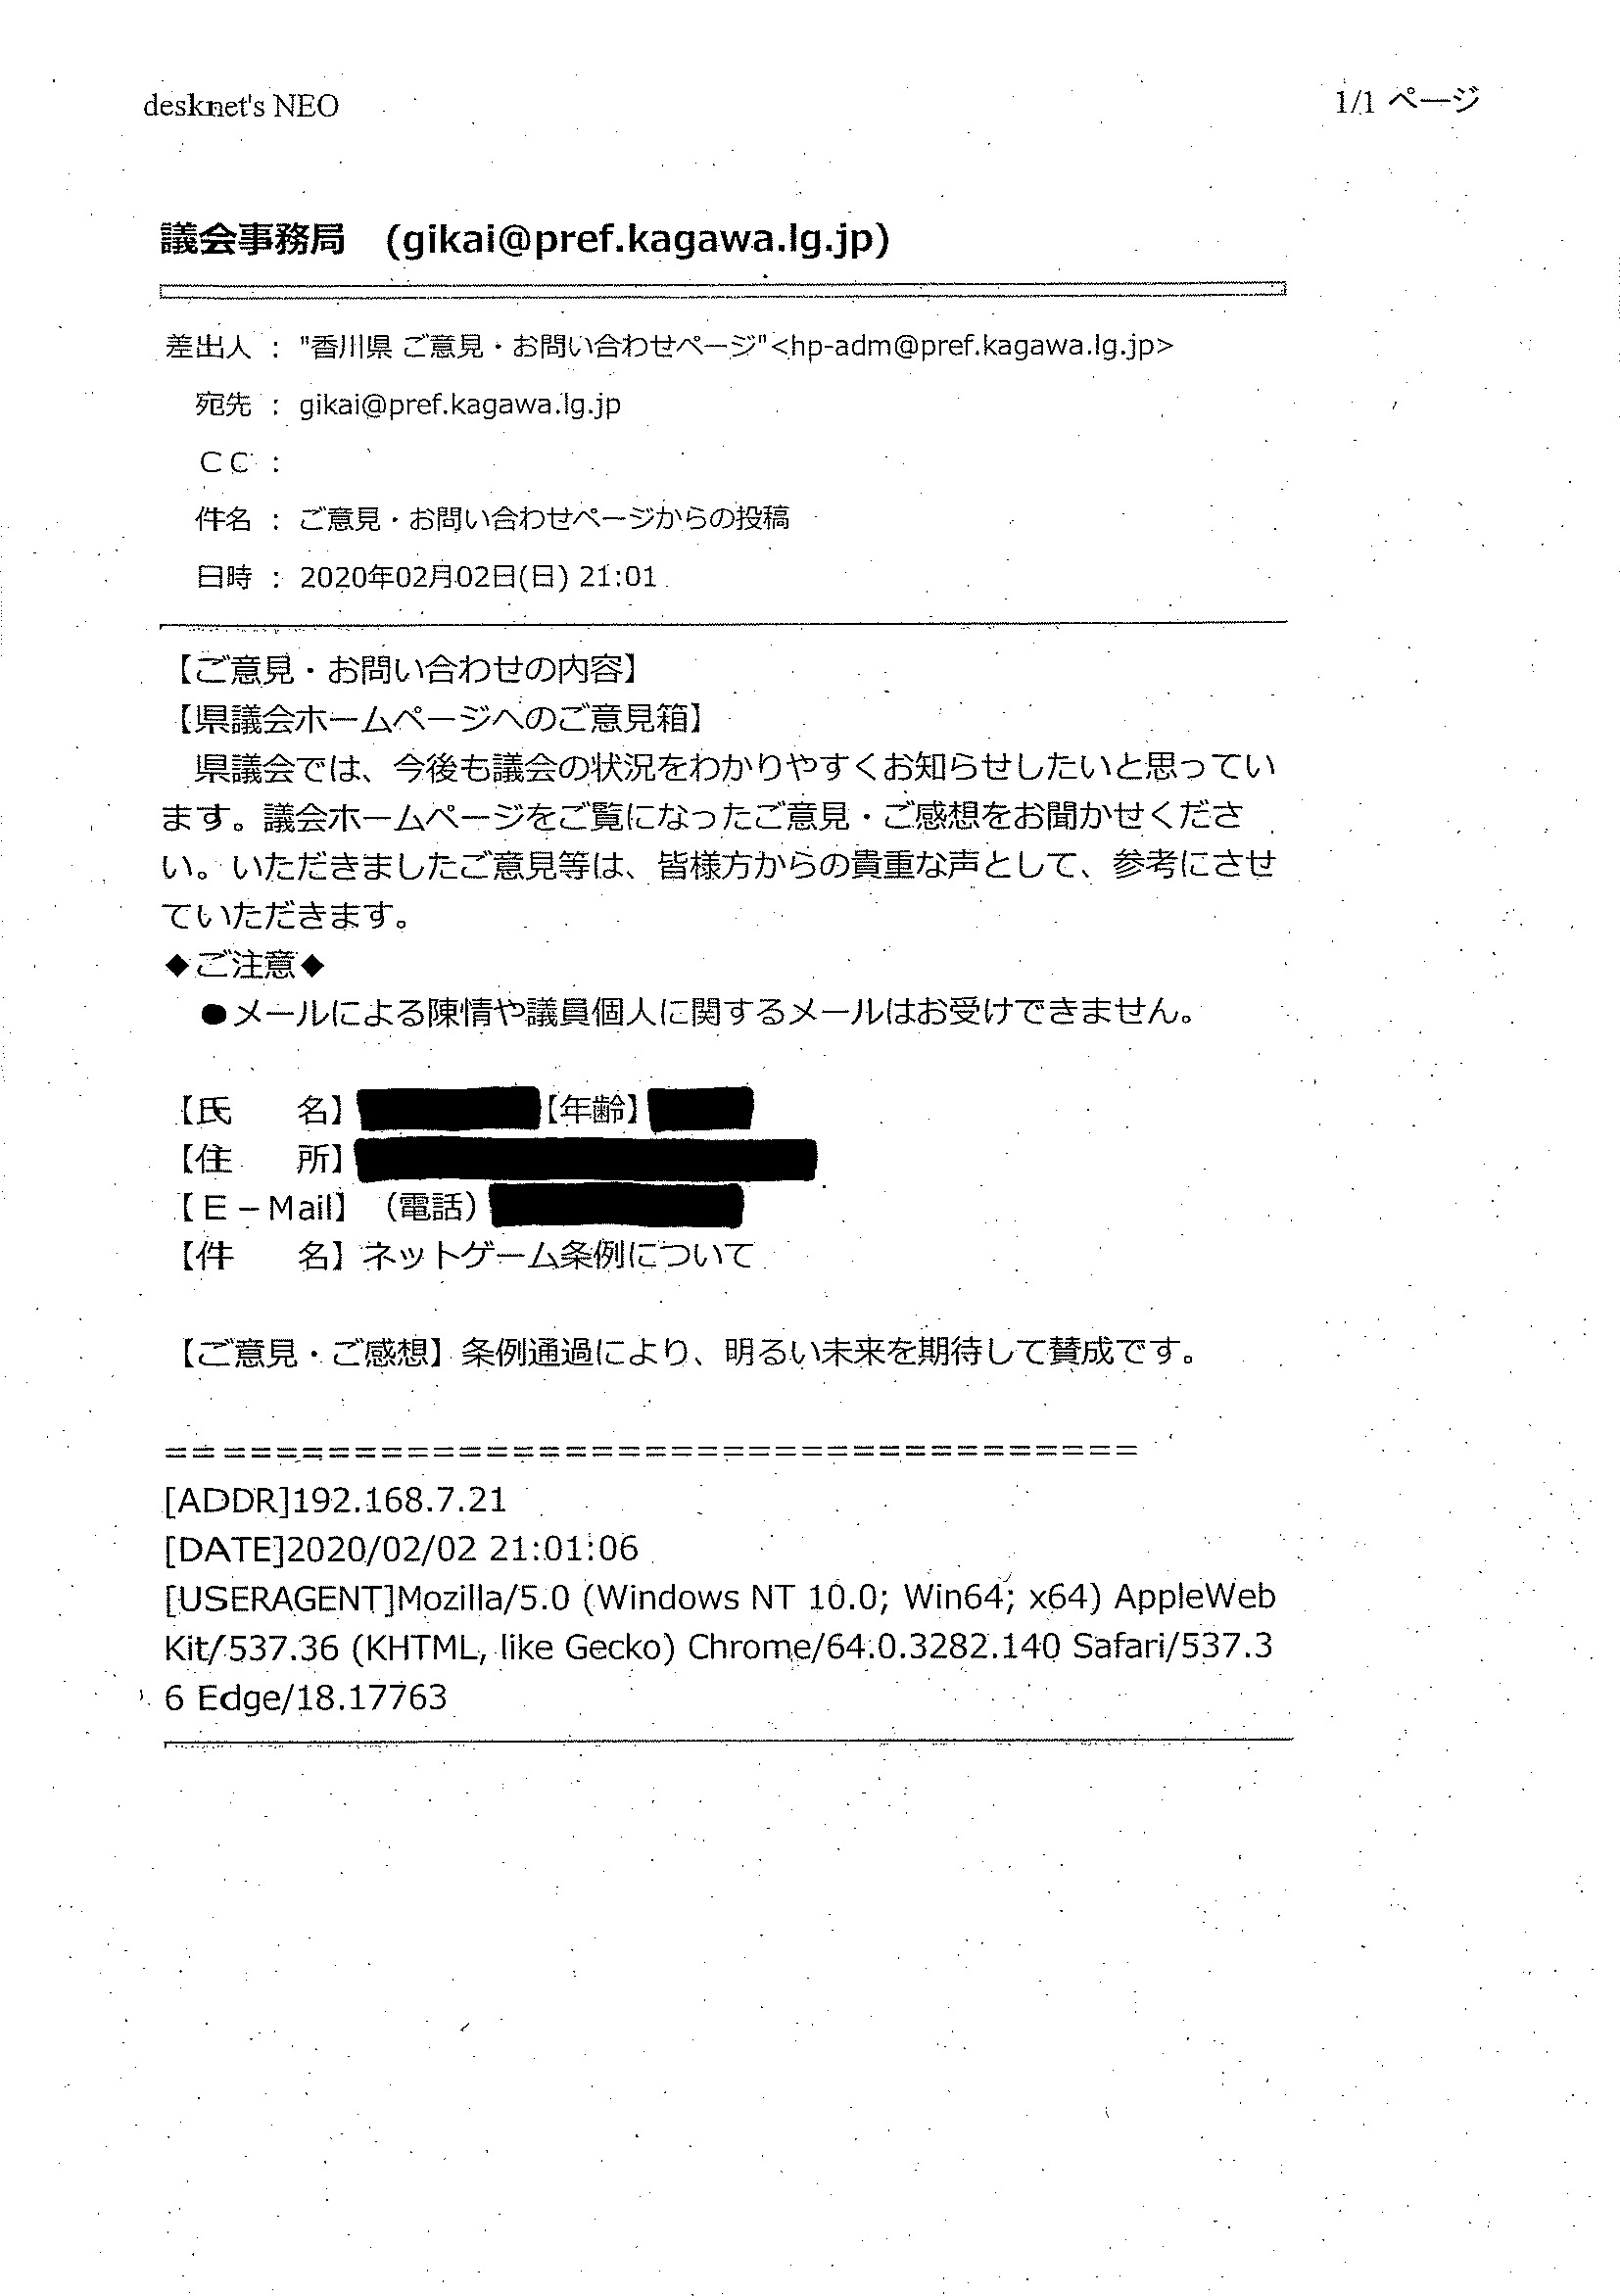 desknet's NEO
1/1 ページ
議会事務局　(gikai@pref.kagawa.lg.jp)
差出人 : "香川県 ご意見・お問い合わせページ"<hp-adm@pref.kagawa.lg.jp>
宛先 : gikai@pref.kagawa.lg.jp
ＣＣ :
件名 : ご意見・お問い合わせページからの投稿
日時 : 2020年02月02日(日) 21:01
【ご意見・お問い合わせの内容】
【県議会ホームページへのご意見箱】
　県議会では、今後も議会の状況をわかりやすくお知らせしたいと思ってい
ます。議会ホームページをご覧になったご意見・ご感想をお聞かせくださ
い。いただきましたご意見等は、皆様方からの貴重な声として、参考にさせ
ていただきます。
◆ご注意◆
　●メールによる陳情や議員個人に関するメールはお受けできません。
【氏　　名】【年齢】
【住　　所】
【Ｅ－Mail】（電話）
【件　　名】ネットゲーム条例について
【ご意見・ご感想】条例通過により、明るい未来を期待して賛成です。
=====================================
[ADDR]192.168.7.21
[DATE]2020/02/02 21:01:06
[USERAGENT]Mozilla/5.0 (Windows NT 10.0; Win64; x64) AppleWeb
Kit/537.36 (KHTML, like Gecko) Chrome/64.0.3282.140 Safari/537.3
6 Edge/18.17763